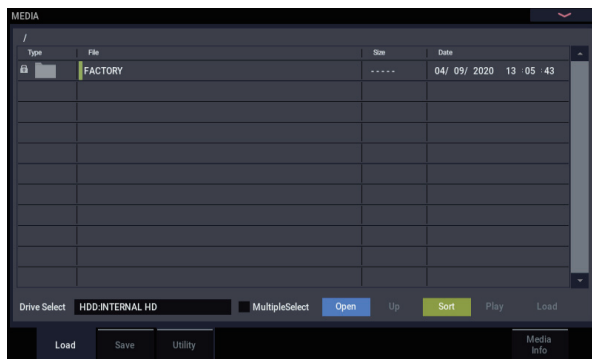 MEDIA
/
Type File Size Date
FACTORY ----- 04/ 09/ 2020 13 :05 :43
Drive Select HDD:INTERNAL HD MultipleSelect Open Up Sort Play Load
Load Save Utility Media Info